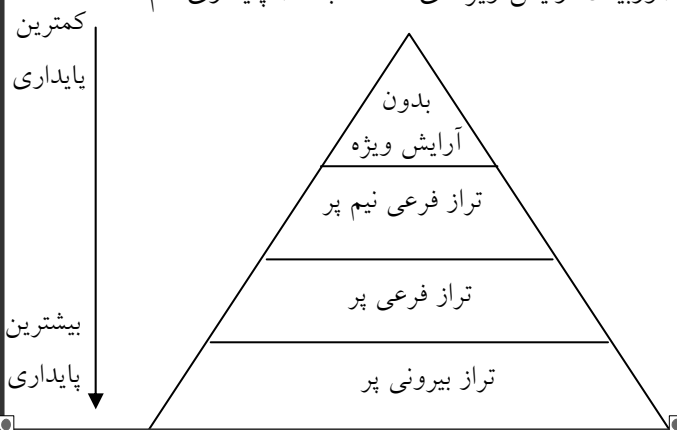 کمترین
پایداری
بدون
آرایش ویژه
تراز فرعی نیم پر
تراز فرعی پر
بیشترین
پایداری
تراز بیرونی پر